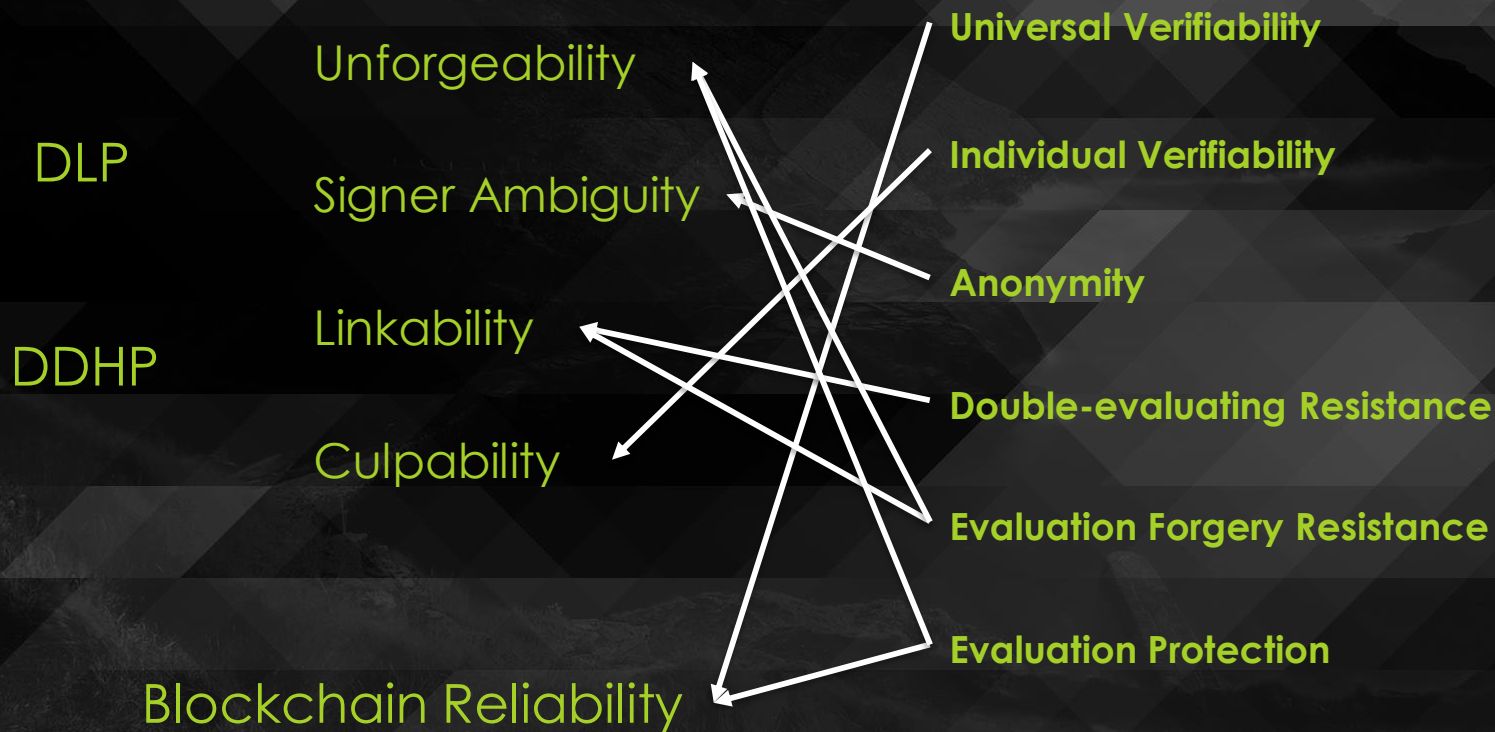 DLP
DDHP
Unforgeability
Signer Ambiguity
Linkability
Culpability
Blockchain Reliability
Universal Verifiability
Individual Verifiability
Anonymity
Double-evaluating Resistance
Evaluation Forgery Resistance
Evaluation Protection